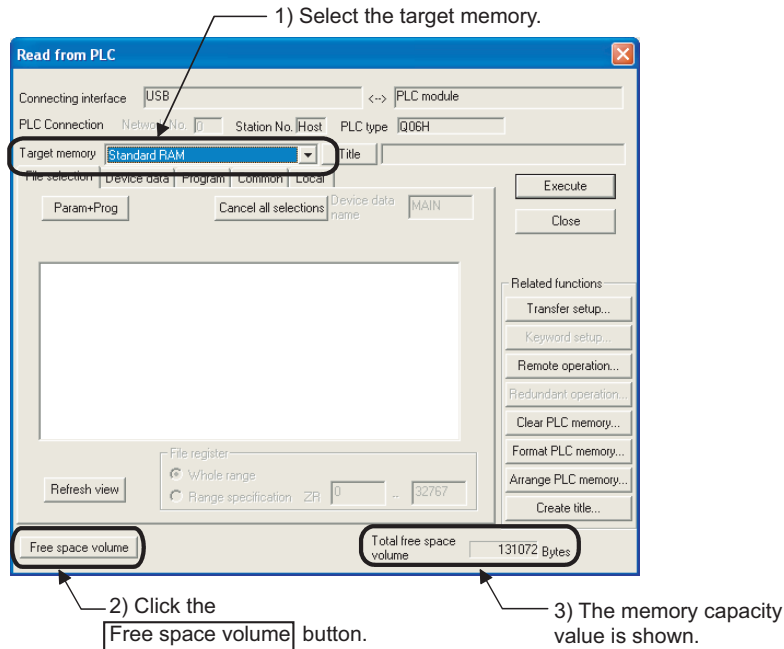 1) Select the target memory.
Read from PLC
Connecting interface USB <--> PLC module
PLC Connection Network No. 0 Station No. Host PLC type Q06H
Target memory Standard RAM Title
File selection Device data Program Common Local
Execute
Param+Prog Cancel all selections Device data name MAIN
Close
Related functions
Transfer setup...
Keyword setup...
Remote operation...
Redundant operation...
Clear PLC memory...
File register
Format PLC memory...
Whole range
Arrange PLC memory...
Refresh view Range specification ZR 0 .. 32767
Create title...
Free space volume Total free space volume 131072 Bytes
2) Click the
Free space volume button.
3) The memory capacity
value is shown.